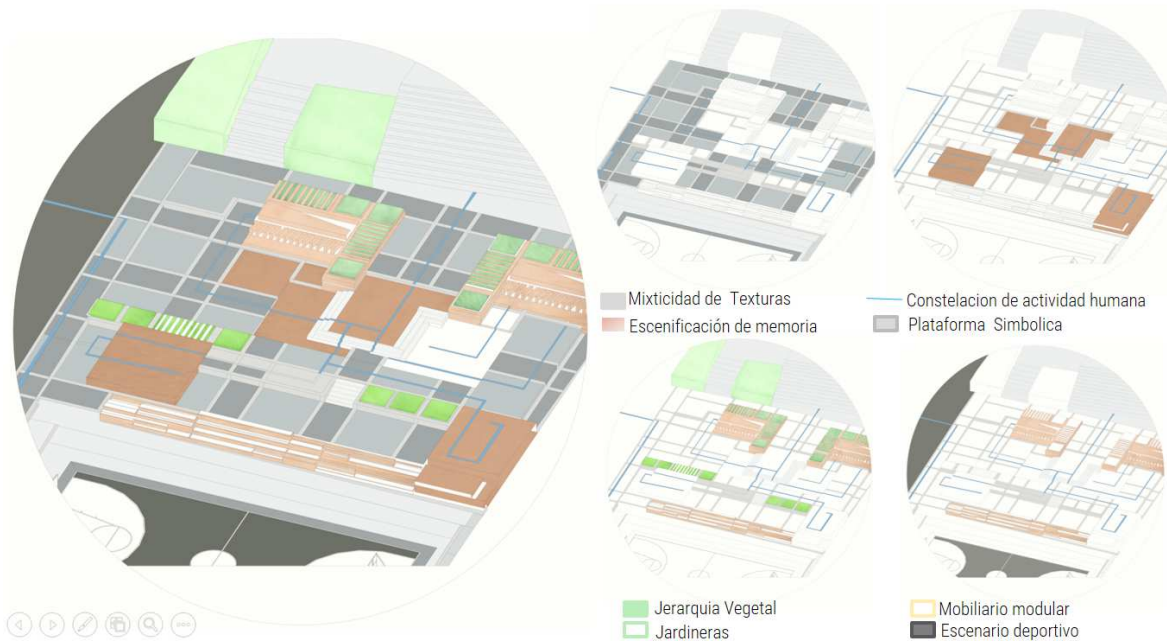 Mixticidad de Texturas
Constelacion de actividad humana
Escenificación de memoria
Plataforma Simbolica
Jerarquia Vegetal
Mobiliario modular
Jardineras
Escenario deportivo